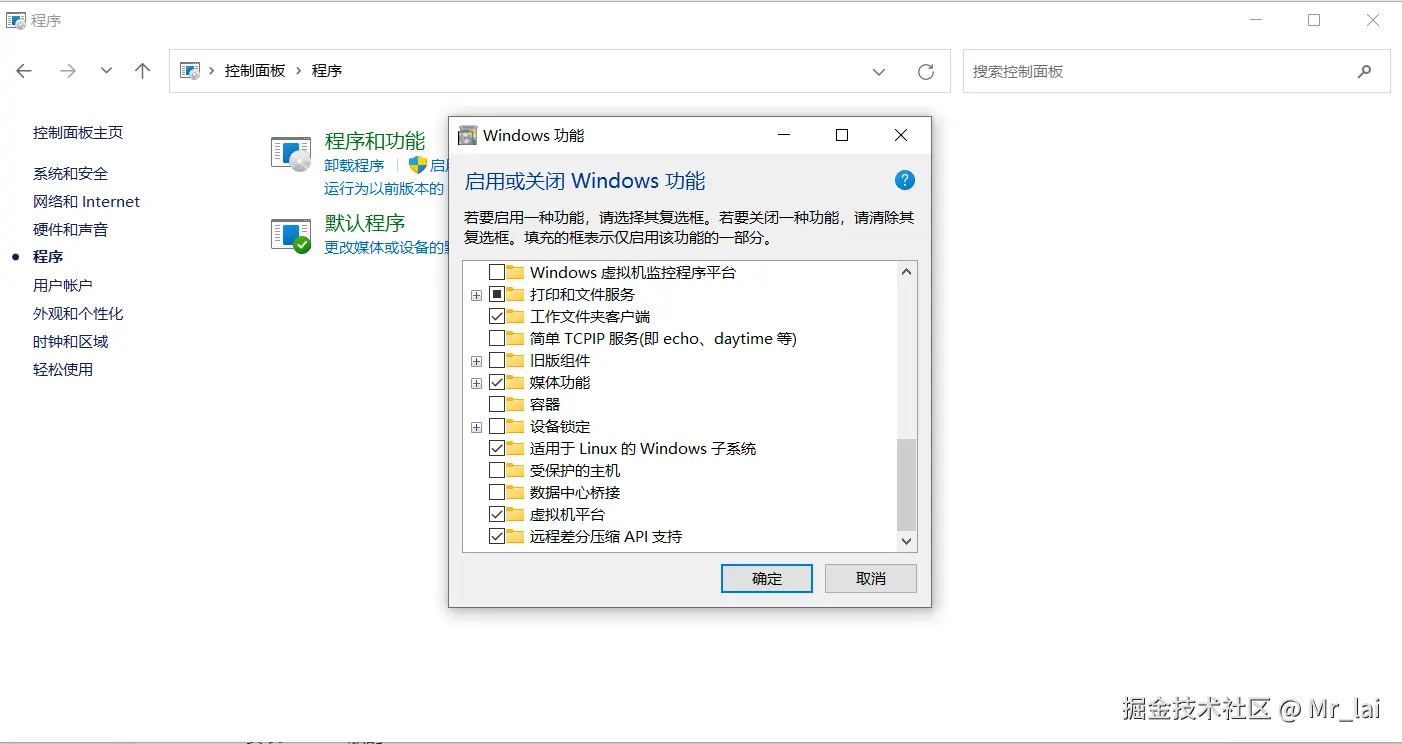 程序
控制面板 › 程序
搜索控制面板
控制面板主页
系统和安全
网络和 Internet
硬件和声音
程序
用户帐户
外观和个性化
时钟和区域
轻松使用
程序和功能
卸载程序
运行为以前版本的
默认程序
更改媒体或设备的
Windows 功能
启用或关闭 Windows 功能
若要启用一种功能，请选择其复选框。若要关闭一种功能，请清除其
复选框。填充的框表示仅启用该功能的一部分。
Windows 虚拟机监控程序平台
打印和文件服务
工作文件夹客户端
简单 TCPIP 服务(即 echo、daytime 等)
旧版组件
媒体功能
容器
设备锁定
适用于 Linux 的 Windows 子系统
受保护的主机
数据中心桥接
虚拟机平台
远程差分压缩 API 支持
确定
取消
掘金技术社区 @ Mr_lai